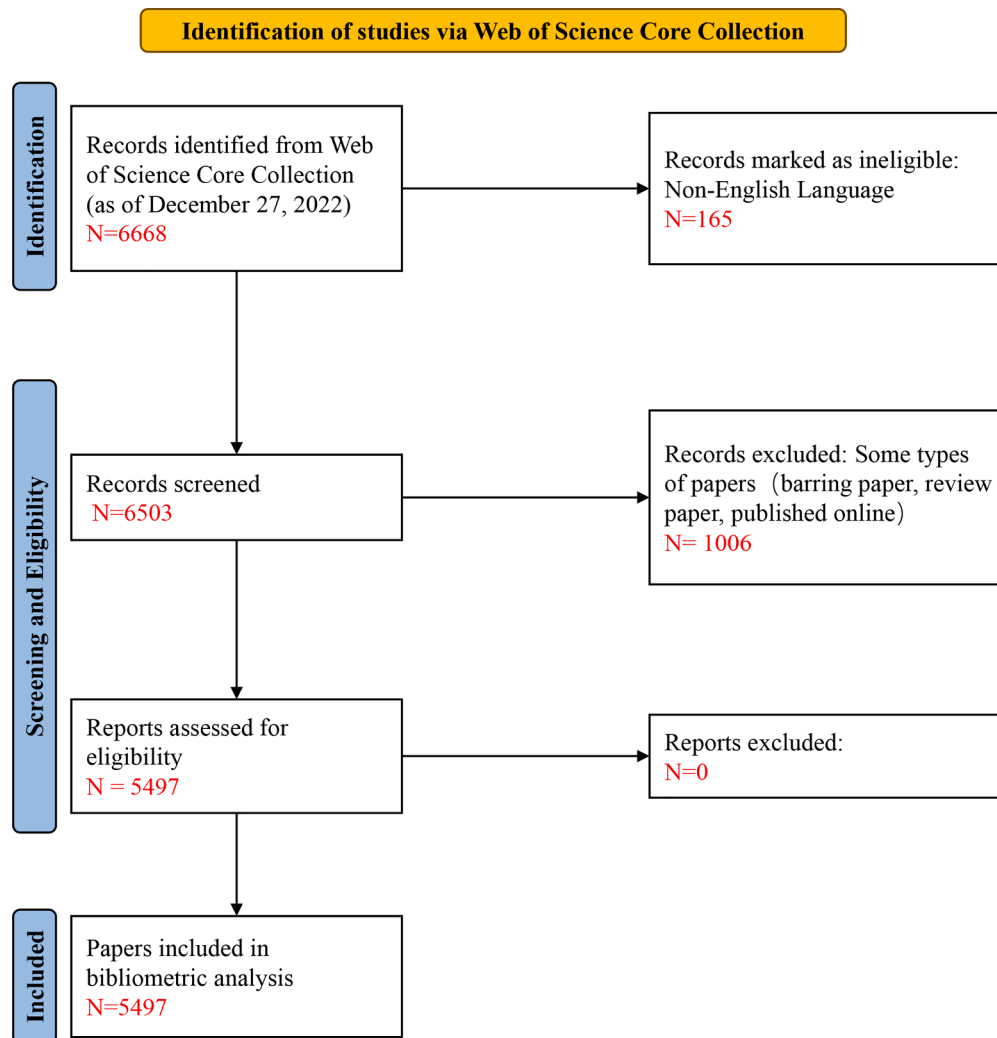 Identification of studies via Web of Science Core Collection
Identification
Records identified from Web
of Science Core Collection
(as of December 27, 2022)
N=6668
Records marked as ineligible:
Non-English Language
N=165
Screening and Eligibility
Records screened
N=6503
Records excluded: Some types
of papers（barring paper, review
paper, published online）
N= 1006
Reports assessed for
eligibility
N = 5497
Reports excluded:
N=0
Included
Papers included in
bibliometric analysis
N=5497